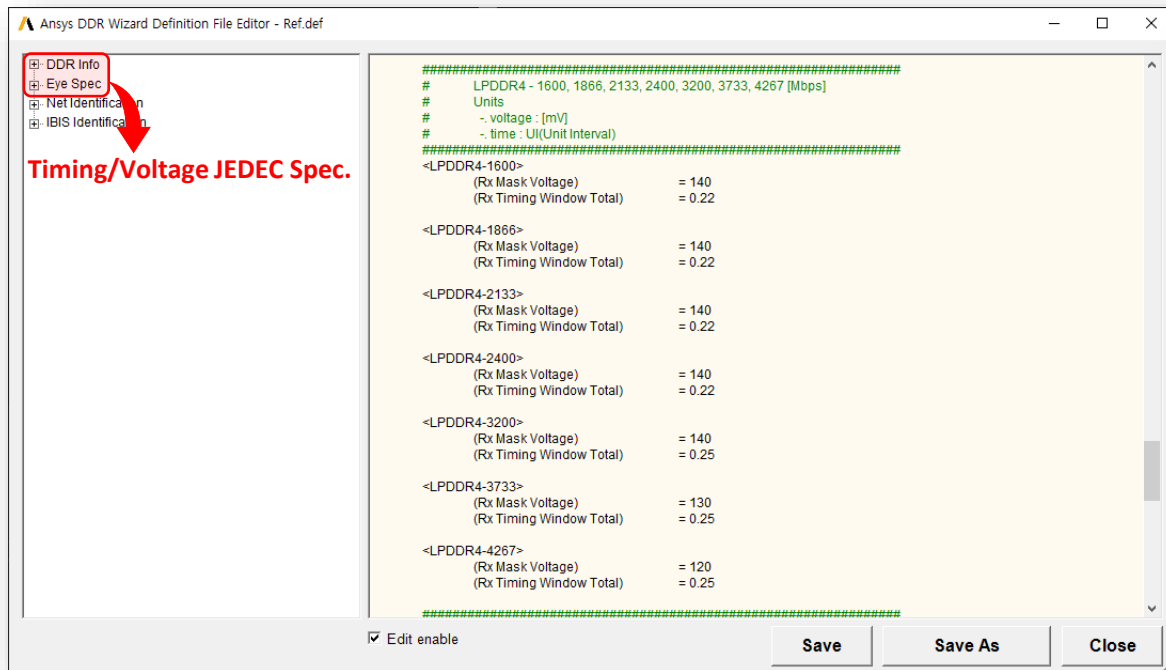 Ansys DDR Wizard Definition File Editor - Ref.def
DDR Info
Eye Spec
Net Identification
IBIS Identification
Timing/Voltage JEDEC Spec.
################################################################
# LPDDR4 - 1600, 1866, 2133, 2400, 3200, 3733, 4267 [Mbps]
# Units
# -. voltage : [mV]
# -. time : UI(Unit Interval)
################################################################
<LPDDR4-1600>
(Rx Mask Voltage) = 140
(Rx Timing Window Total) = 0.22
<LPDDR4-1866>
(Rx Mask Voltage) = 140
(Rx Timing Window Total) = 0.22
<LPDDR4-2133>
(Rx Mask Voltage) = 140
(Rx Timing Window Total) = 0.22
<LPDDR4-2400>
(Rx Mask Voltage) = 140
(Rx Timing Window Total) = 0.22
<LPDDR4-3200>
(Rx Mask Voltage) = 140
(Rx Timing Window Total) = 0.25
<LPDDR4-3733>
(Rx Mask Voltage) = 130
(Rx Timing Window Total) = 0.25
<LPDDR4-4267>
(Rx Mask Voltage) = 120
(Rx Timing Window Total) = 0.25
################################################################
Edit enable
Save
Save As
Close